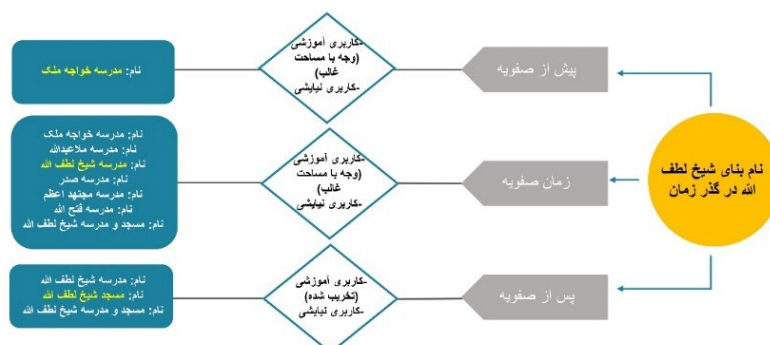 نام بنای شیخ لطف
الله در گذر زمان
پیش از صفویه
-کاربری آموزشی
(وجه با مساحت
غالب)
-کاربری نیایشی
نام: مدرسه خواجه ملک
زمان صفویه
-کاربری آموزشی
(وجه با مساحت
غالب)
-کاربری نیایشی
نام: مدرسه خواجه ملک
نام: مدرسه ملاعبدالله
نام: مدرسه شیخ لطف الله
نام: مدرسه صدر
نام: مدرسه مجتهد اعظم
نام: مدرسه فتح الله
نام: مسجد و مدرسه شیخ لطف الله
پس از صفویه
-کاربری آموزشی
(تخریب شده)
-کاربری نیایشی
نام: مدرسه شیخ لطف الله
نام: مسجد شیخ لطف الله
نام: مسجد و مدرسه شیخ لطف الله